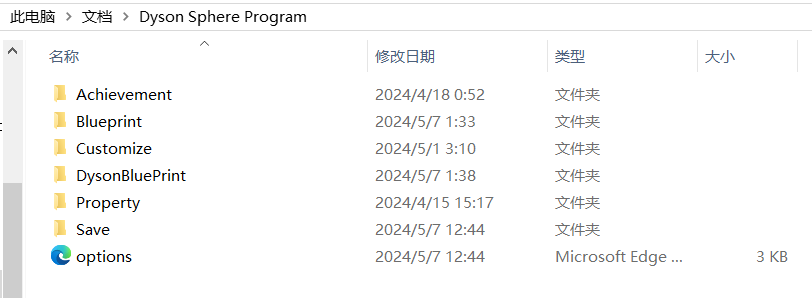 此电脑 > 文档 > Dyson Sphere Program
名称 修改日期 类型 大小
Achievement 2024/4/18 0:52 文件夹
Blueprint 2024/5/7 1:33 文件夹
Customize 2024/5/1 3:10 文件夹
DysonBluePrint 2024/5/7 1:38 文件夹
Property 2024/4/15 15:17 文件夹
Save 2024/5/7 12:44 文件夹
options 2024/5/7 12:44 Microsoft Edge ... 3 KB